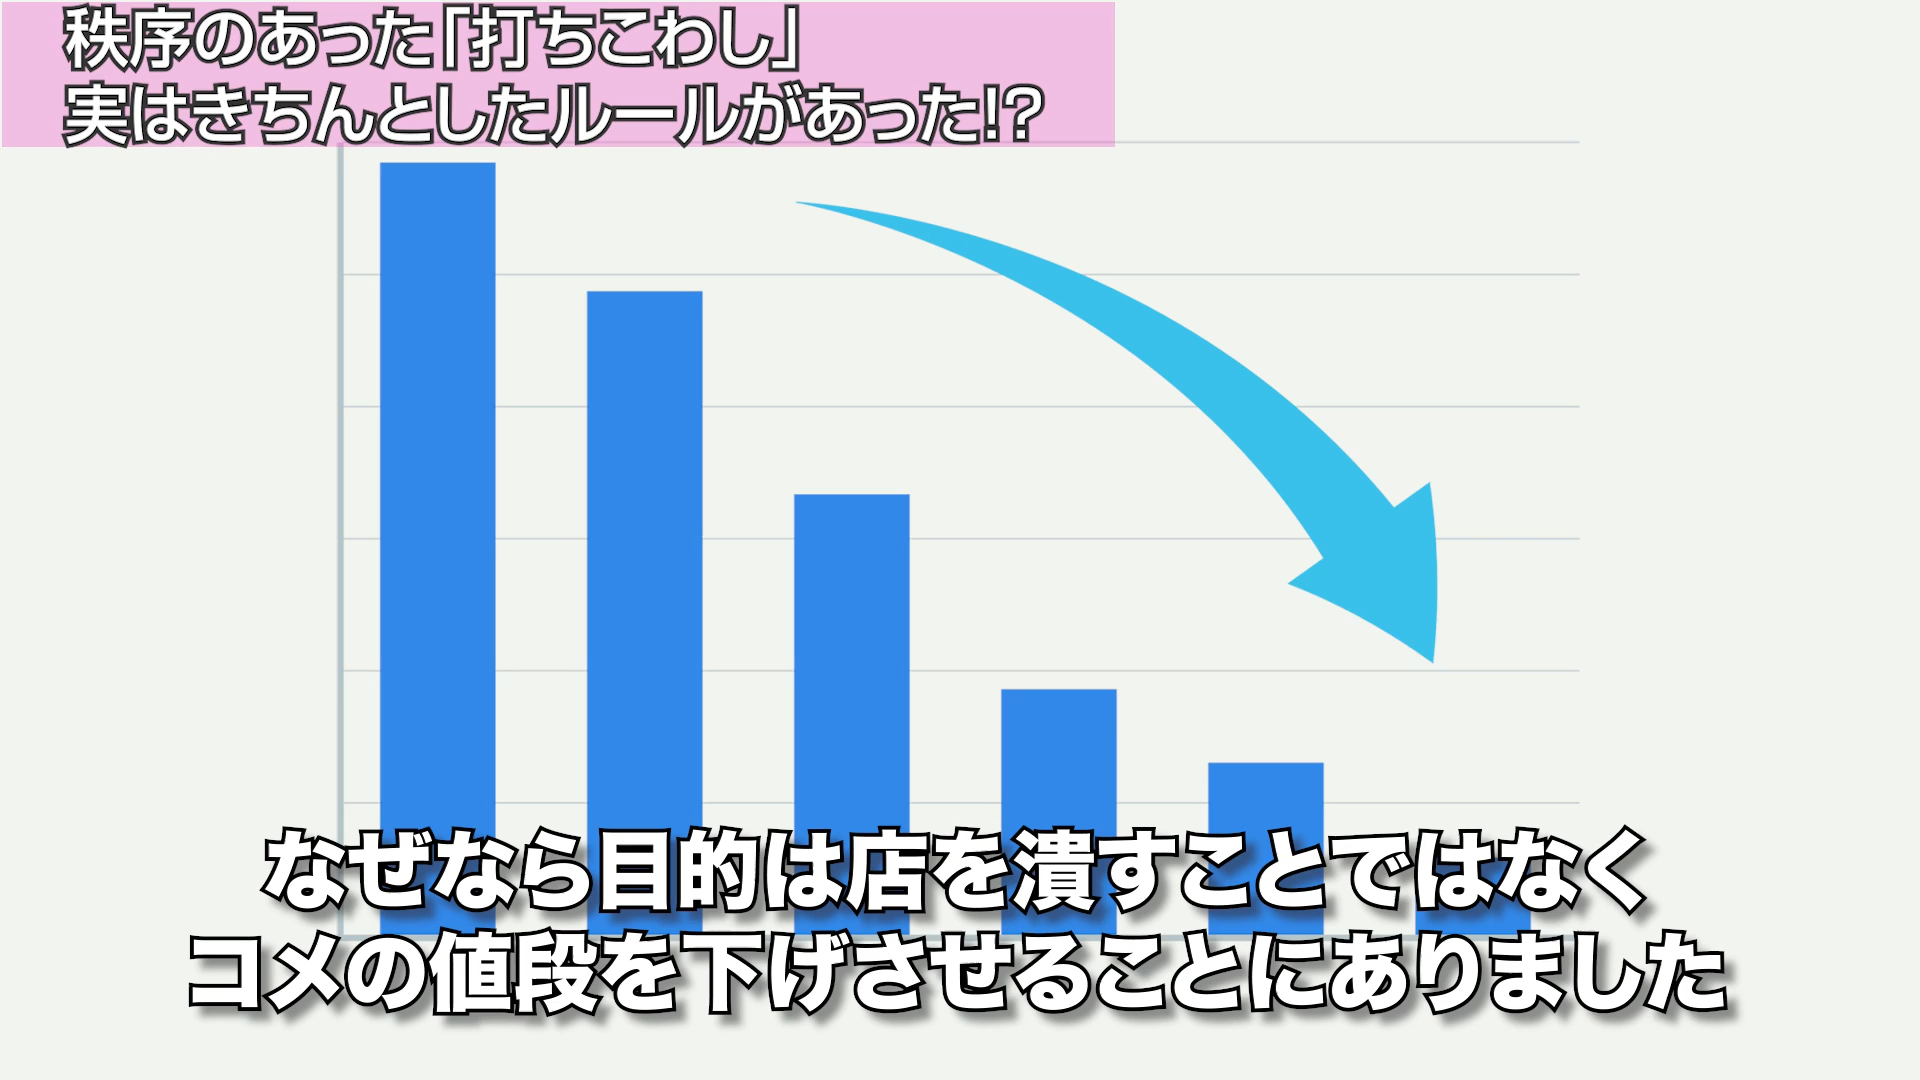 秩序のあった「打ちこわし」
実はきちんとしたルールがあった!?
なぜなら目的は店を潰すことではなく
コメの値段を下げさせることにありました